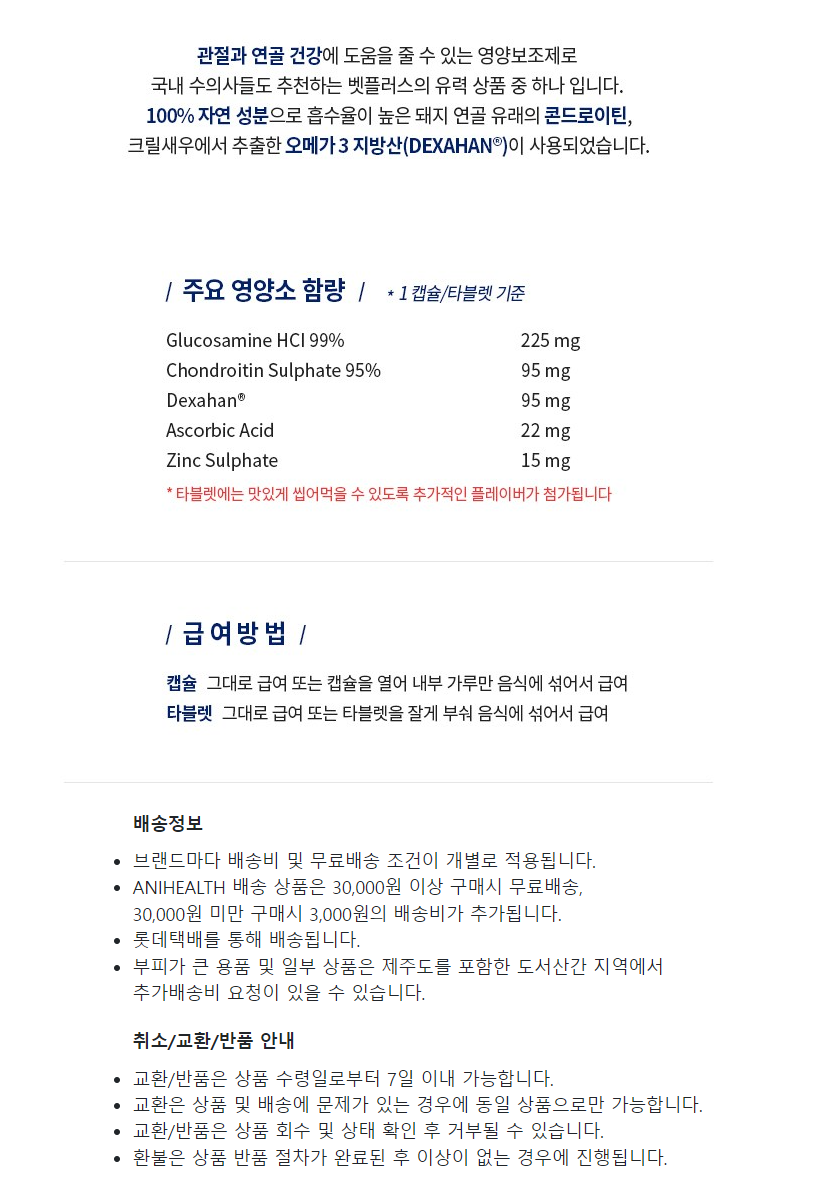 관절과 연골 건강에 도움을 줄 수 있는 영양보조제로
국내 수의사들도 추천하는 벳플러스의 유력 상품 중 하나 입니다.
100% 자연 성분으로 흡수율이 높은 돼지 연골 유래의 콘드로이틴,
크릴새우에서 추출한 오메가 3 지방산(DEXAHAN®)이 사용되었습니다.
/ 주요 영양소 함량 / * 1 캡슐/타블렛 기준
Glucosamine HCI 99% 225 mg
Chondroitin Sulphate 95% 95 mg
Dexahan® 95 mg
Ascorbic Acid 22 mg
Zinc Sulphate 15 mg
* 타블렛에는 맛있게 씹어먹을 수 있도록 추가적인 플레이버가 첨가됩니다
/ 급 여 방 법 /
캡슐 그대로 급여 또는 캡슐을 열어 내부 가루만 음식에 섞어서 급여
타블렛 그대로 급여 또는 타블렛을 잘게 부숴 음식에 섞어서 급여
배송정보
• 브랜드마다 배송비 및 무료배송 조건이 개별로 적용됩니다.
• ANIHEALTH 배송 상품은 30,000원 이상 구매시 무료배송,
30,000원 미만 구매시 3,000원의 배송비가 추가됩니다.
• 롯데택배를 통해 배송됩니다.
• 부피가 큰 용품 및 일부 상품은 제주도를 포함한 도서산간 지역에서
추가배송비 요청이 있을 수 있습니다.
취소/교환/반품 안내
• 교환/반품은 상품 수령일로부터 7일 이내 가능합니다.
• 교환은 상품 및 배송에 문제가 있는 경우에 동일 상품으로만 가능합니다.
• 교환/반품은 상품 회수 및 상태 확인 후 거부될 수 있습니다.
• 환불은 상품 반품 절차가 완료된 후 이상이 없는 경우에 진행됩니다.